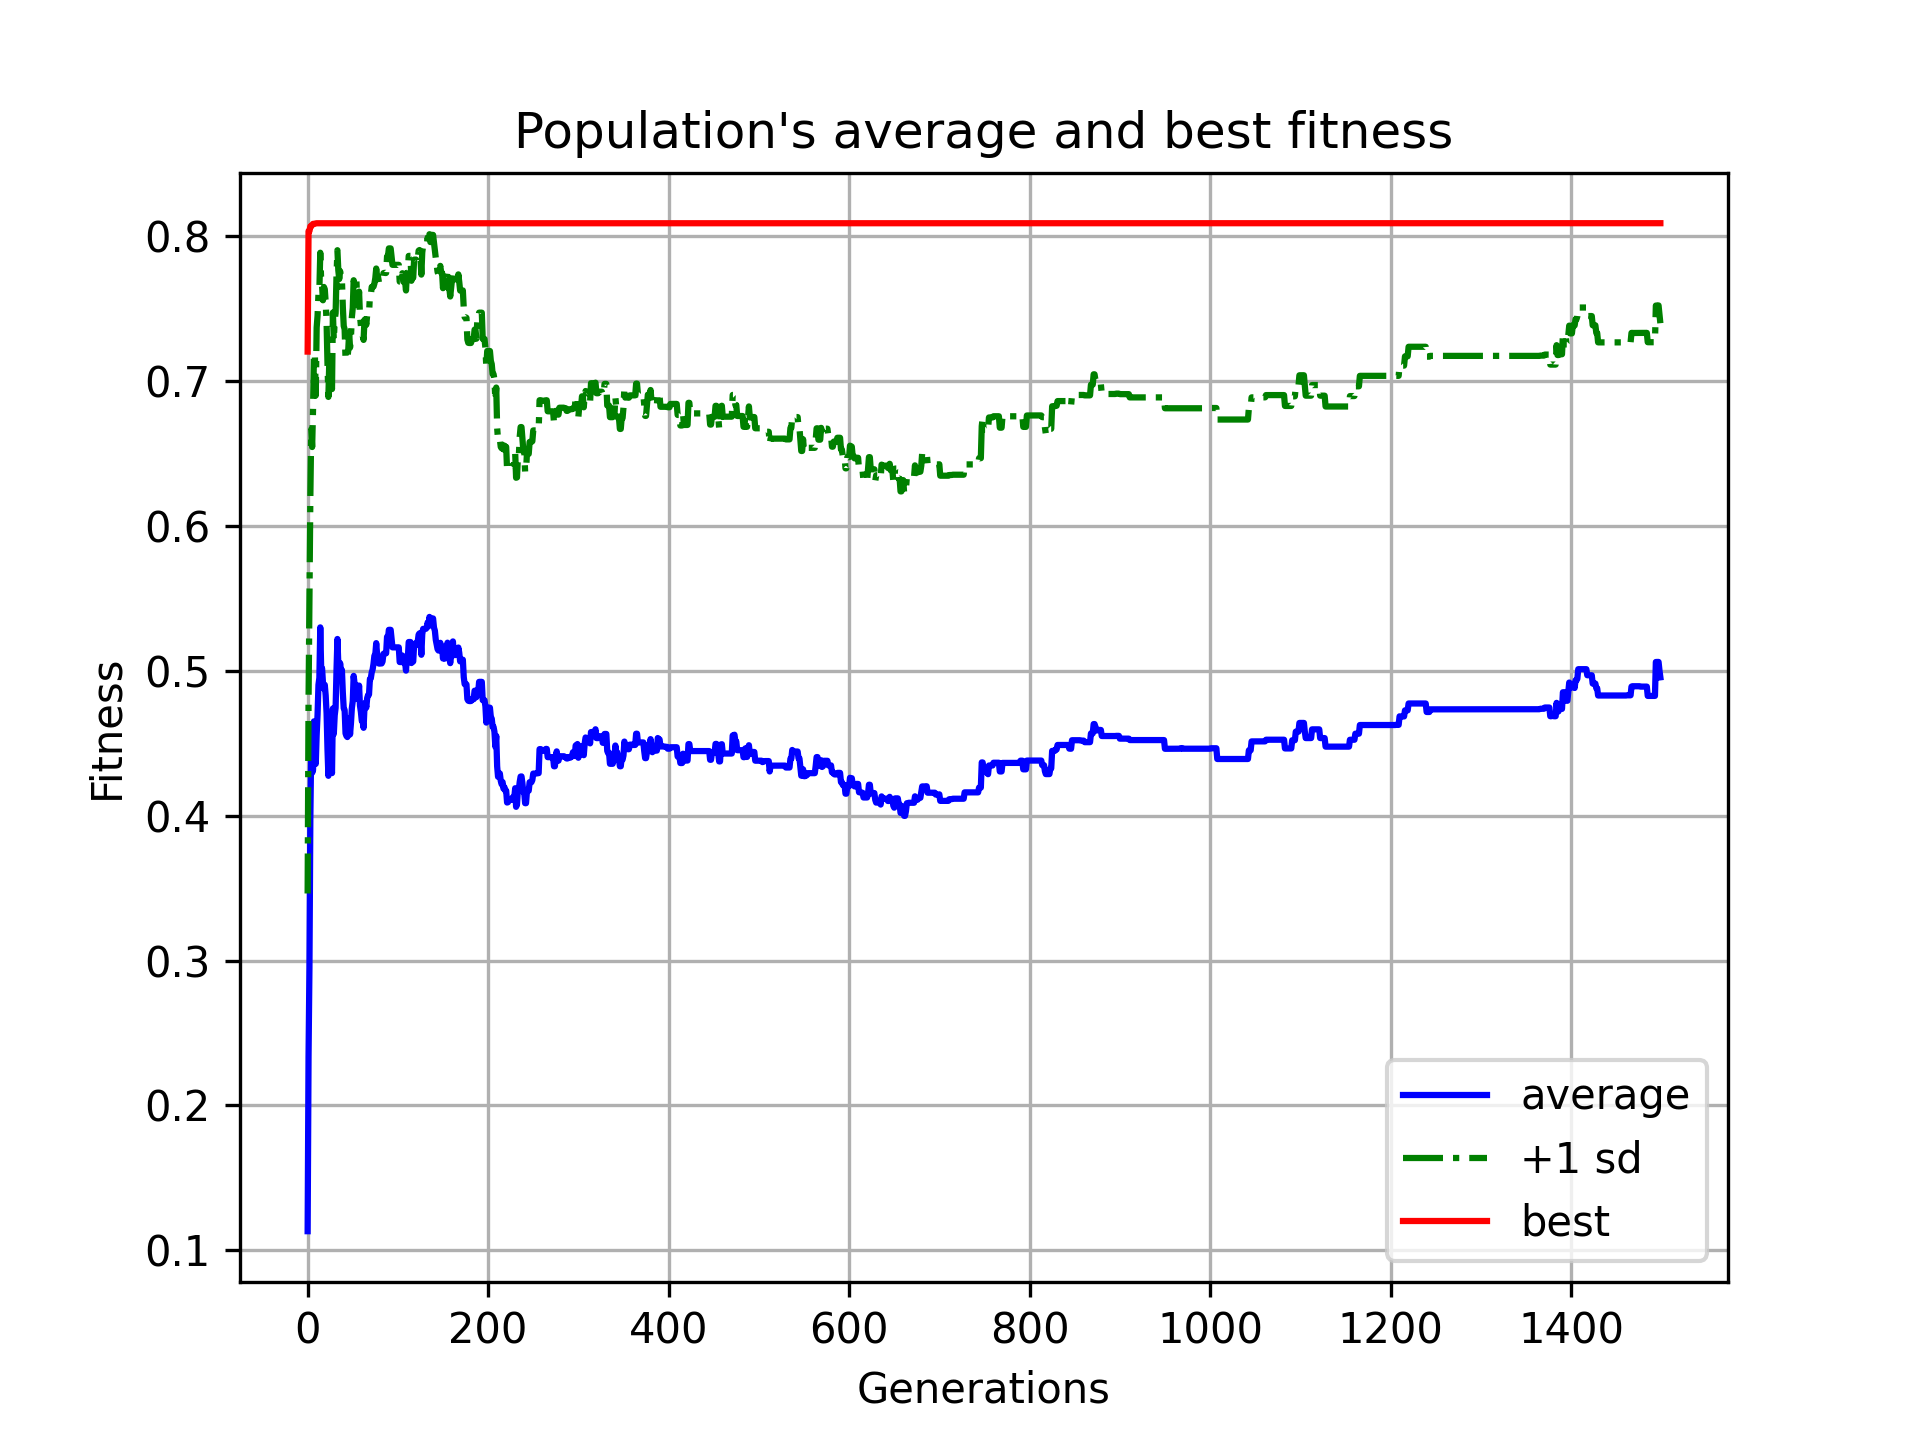 Population's average and best fitness
Fitness
0.8
0.7
0.6
0.5
0.4
0.3
0.2
0.1
0 200 400 600 800 1000 1200 1400
Generations
average
+1 sd
best